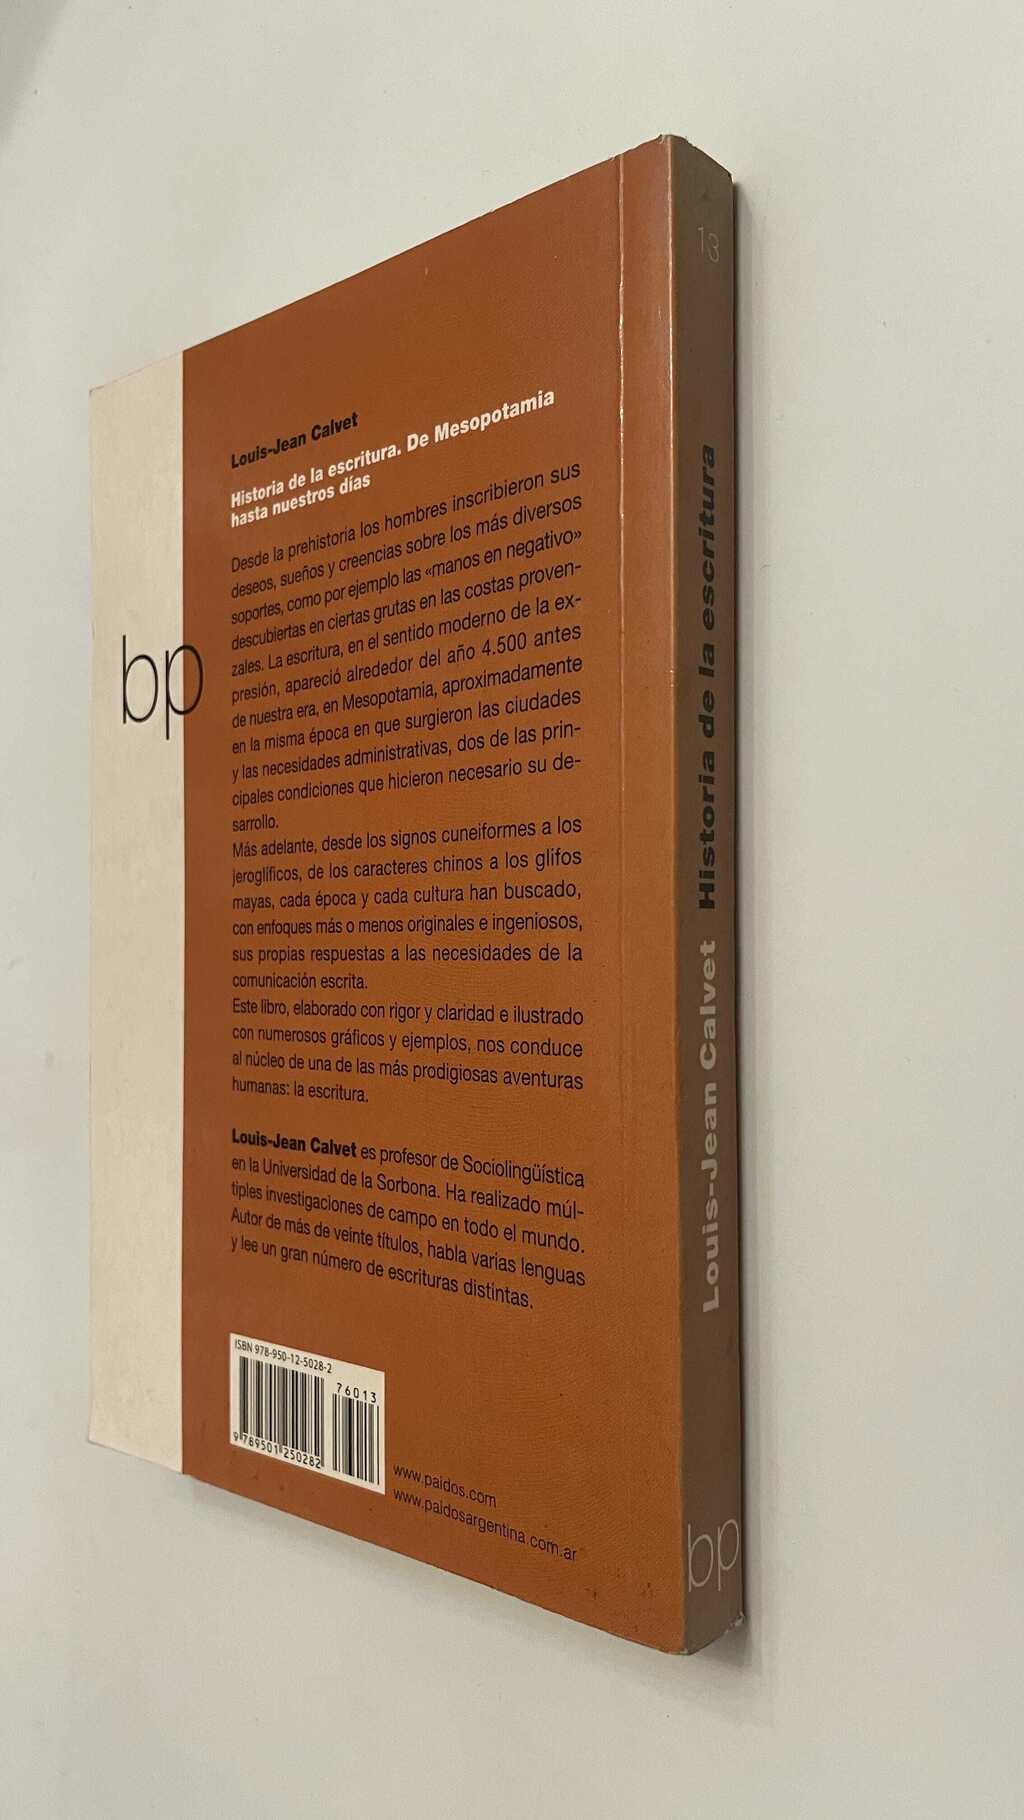 Louis-Jean Calvet
Historia de la escritura. De Mesopotamia
hasta nuestros días
Desde la prehistoria los hombres inscribieron sus
deseos, sueños y creencias sobre los más diversos
soportes, como por ejemplo las «manos en negativo»
descubiertas en ciertas grutas en las costas proven-
zales. La escritura, en el sentido moderno de la ex-
presión, apareció alrededor del año 4.500 antes
de nuestra era, en Mesopotamia, aproximadamente
en la misma época en que surgieron las ciudades
y las necesidades administrativas, dos de las prin-
cipales condiciones que hicieron necesario su de-
sarrollo.
Más adelante, desde los signos cuneiformes a los
jeroglíficos, de los caracteres chinos a los glifos
mayas, cada época y cada cultura han buscado,
con enfoques más o menos originales e ingeniosos,
sus propias respuestas a las necesidades de la
comunicación escrita.
Este libro, elaborado con rigor y claridad e ilustrado
con numerosos gráficos y ejemplos, nos conduce
al núcleo de una de las más prodigiosas aventuras
humanas: la escritura.
Louis-Jean Calvet es profesor de Sociolingüística
en la Universidad de la Sorbona. Ha realizado múl-
tiples investigaciones de campo en todo el mundo.
Autor de más de veinte títulos, habla varias lenguas
y lee un gran número de escrituras distintas.
bp
ISBN 978-950-12-5028-2
76013
9 789501 250282
www.paidos.com
www.paidosargentina.com.ar
13
Louis-Jean Calvet Historia de la escritura
bp